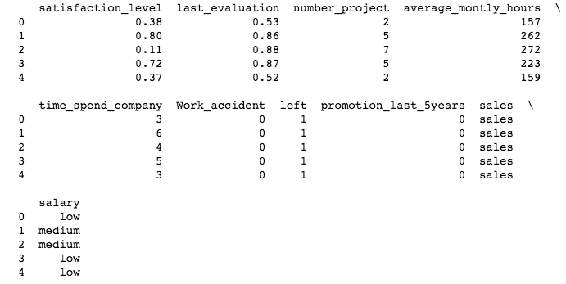 satisfaction_level last_evaluation number_project average_montly_hours \
0 0.38 0.53 2 157
1 0.80 0.86 5 262
2 0.11 0.88 7 272
3 0.72 0.87 5 223
4 0.37 0.52 2 159
time_spend_company Work_accident left promotion_last_5years sales \
0 3 0 1 0 sales
1 6 0 1 0 sales
2 4 0 1 0 sales
3 5 0 1 0 sales
4 3 0 1 0 sales
salary
0 low
1 medium
2 medium
3 low
4 low